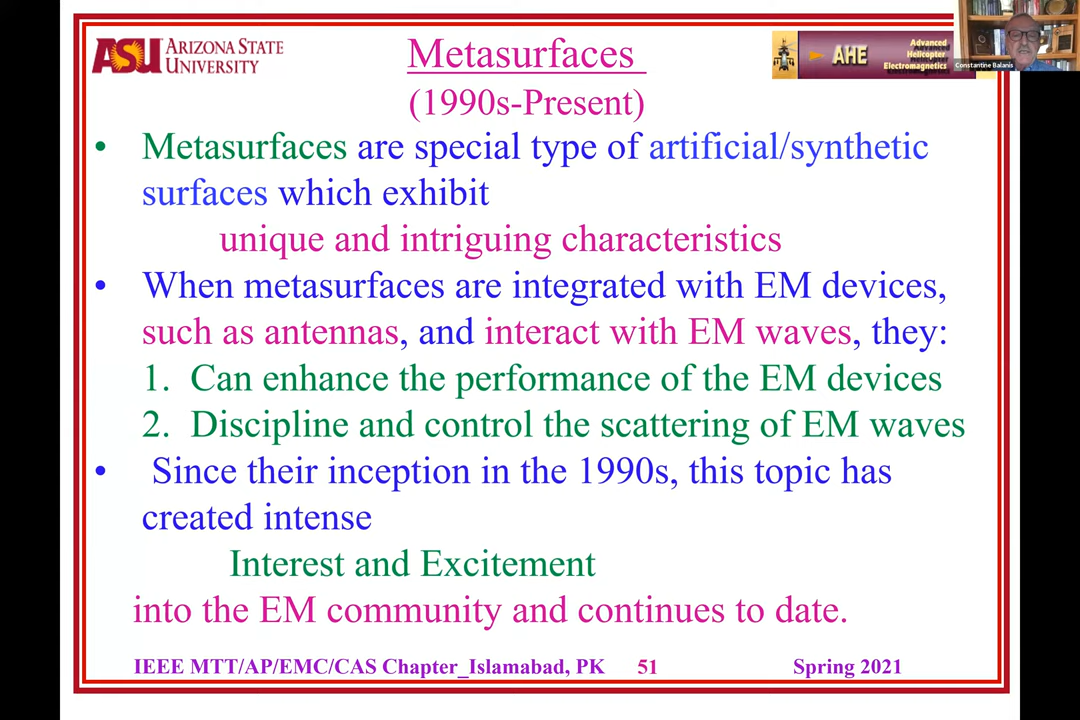 ASU ARIZONA STATE
UNIVERSITY
Metasurfaces
(1990s-Present)
AHE
Advanced
Helicopter
Electromagnetics
Constantine Balanis
• Metasurfaces are special type of artificial/synthetic
surfaces which exhibit
unique and intriguing characteristics
• When metasurfaces are integrated with EM devices,
such as antennas, and interact with EM waves, they:
1. Can enhance the performance of the EM devices
2. Discipline and control the scattering of EM waves
• Since their inception in the 1990s, this topic has
created intense
Interest and Excitement
into the EM community and continues to date.
IEEE MTT/AP/EMC/CAS Chapter_Islamabad, PK 51 Spring 2021